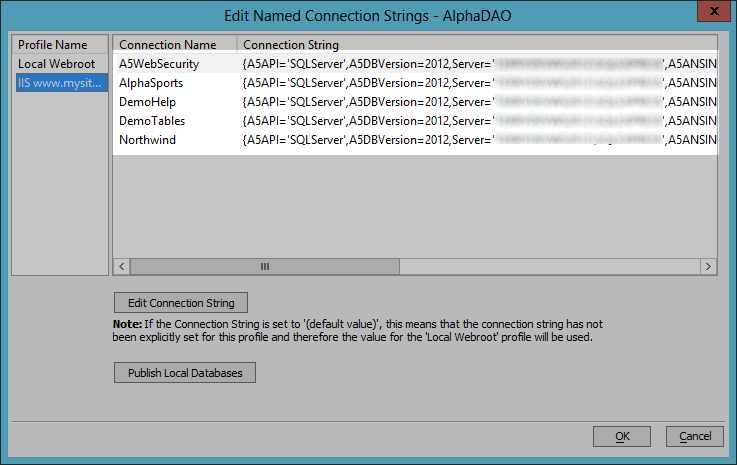 Edit Named Connection Strings - AlphaDAO
x
Profile Name
Local Webroot
IIS www.mysit...
Connection Name Connection String
A5WebSecurity {A5API='SQLServer',A5DBVersion=2012,Server=' ',A5ANSIN
AlphaSports {A5API='SQLServer',A5DBVersion=2012,Server=' ',A5ANSIN
DemoHelp {A5API='SQLServer',A5DBVersion=2012,Server=' ',A5ANSIN
DemoTables {A5API='SQLServer',A5DBVersion=2012,Server=' ',A5ANSIN
Northwind {A5API='SQLServer',A5DBVersion=2012,Server=' ',A5ANSIN
Edit Connection String
Note: If the Connection String is set to '(default value)', this means that the connection string has not
been explicitly set for this profile and therefore the value for the 'Local Webroot' profile will be used.
Publish Local Databases
OK Cancel